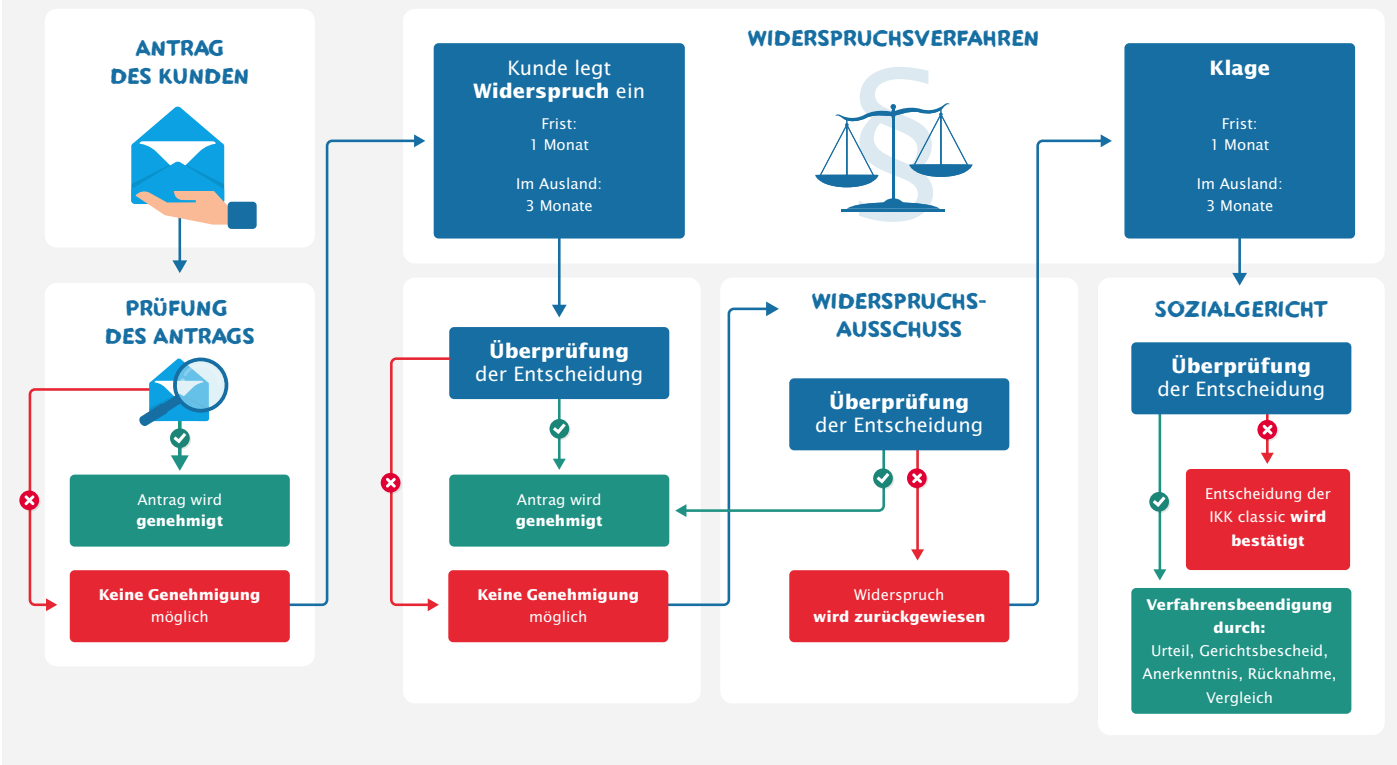 ANTRAG
DES KUNDEN
PRÜFUNG
DES ANTRAGS
Antrag wird
genehmigt
Keine Genehmigung
möglich
WIDERSPRUCHSVERFAHREN
Kunde legt
Widerspruch ein
Frist:
1 Monat
Im Ausland:
3 Monate
§
Klage
Frist:
1 Monat
Im Ausland:
3 Monate
Überprüfung
der Entscheidung
Antrag wird
genehmigt
Keine Genehmigung
möglich
WIDERSPRUCHS-
AUSSCHUSS
Überprüfung
der Entscheidung
Widerspruch
wird zurückgewiesen
SOZIALGERICHT
Überprüfung
der Entscheidung
Entscheidung der
IKK classic wird
bestätigt
Verfahrensbeendigung
durch:
Urteil, Gerichtsbescheid,
Anerkenntnis, Rücknahme,
Vergleich